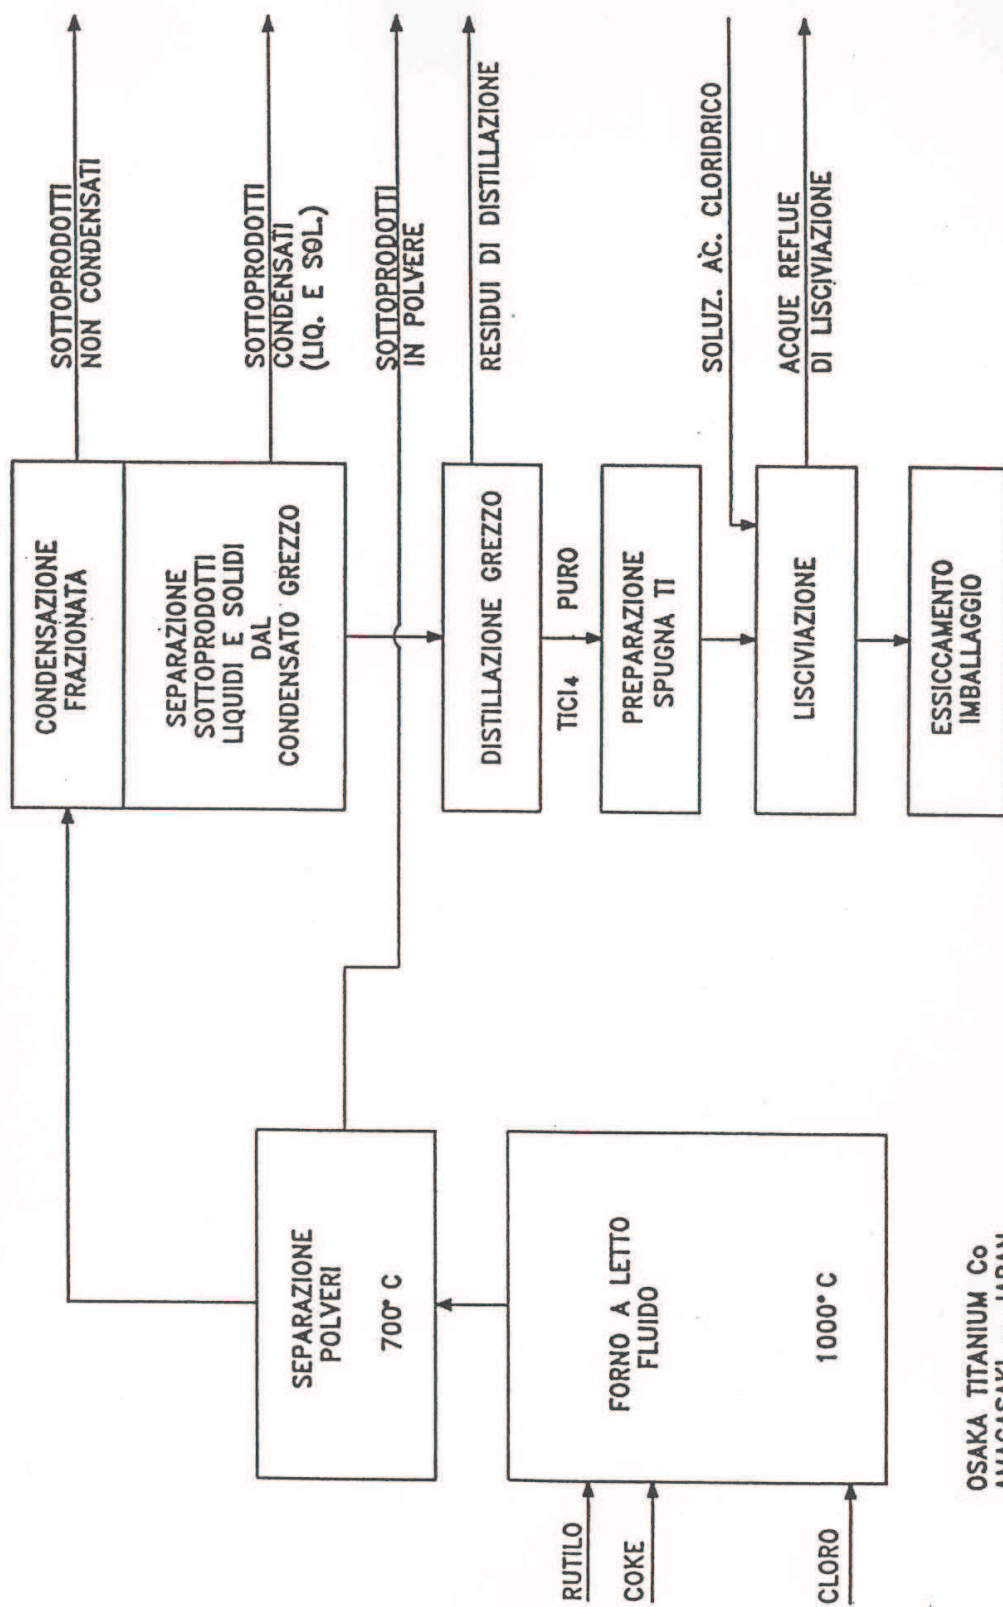 SOTTOPRODOTTI
NON CONDENSATI
CONDENSAZIONE
FRAZIONATA
SOTTOPRODOTTI
CONDENSATI
(LIQ. E SOL.)
SEPARAZIONE
SOTTOPRODOTTI
LIQUIDI E SOLIDI
DAL
CONDENSATO GREZZO
SOTTOPRODOTTI
IN POLVERE
SEPARAZIONE
POLVERI
700° C
RESIDUI DI DISTILLAZIONE
DISTILLAZIONE GREZZO
TICl₄ PURO
PREPARAZIONE
SPUGNA TI
SOLUZ. AC. CLORIDRICO
LISCIVIAZIONE
ACQUE REFLUE
DI LISCIVIAZIONE
ESSICCAMENTO
IMBALLAGGIO
RUTILO
COKE
CLORO
FORNO A LETTO
FLUIDO
1000° C
OSAKA TITANIUM Co